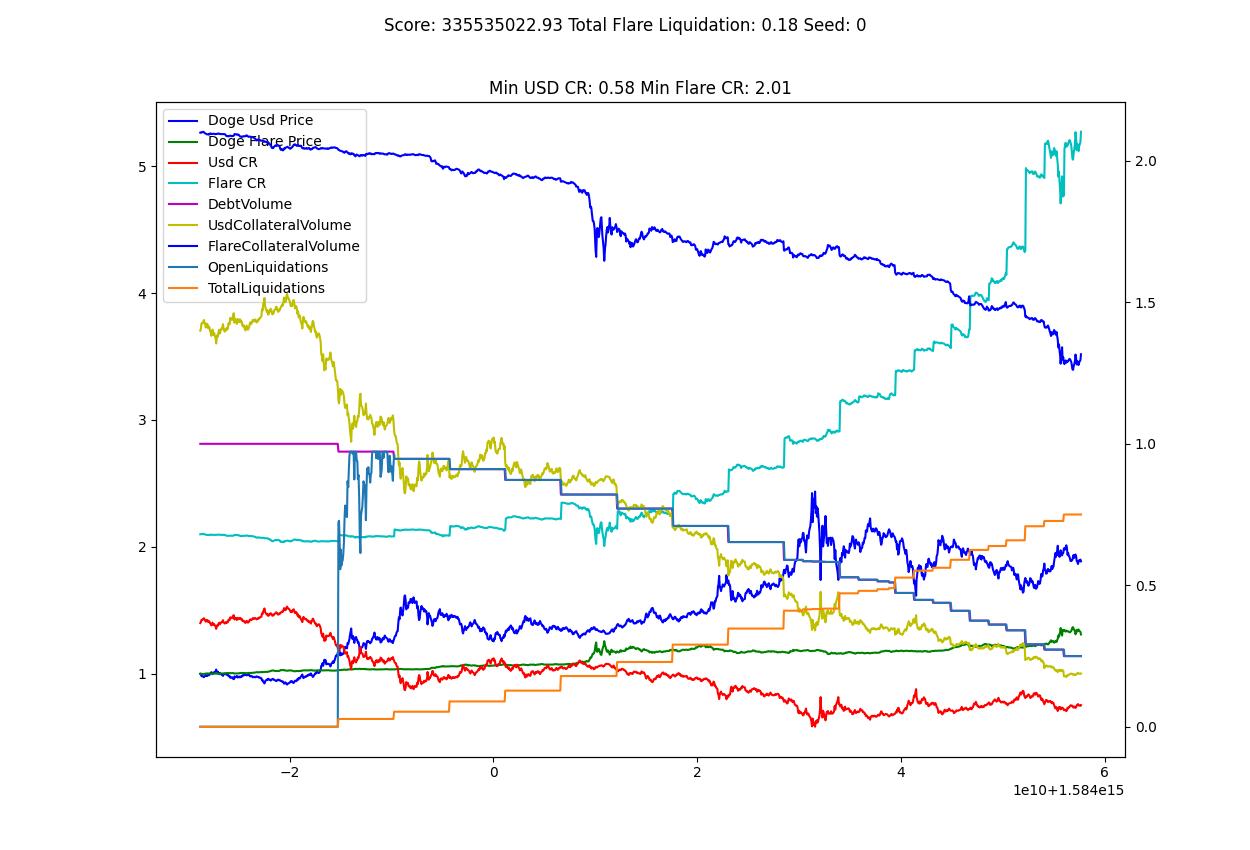 Score: 335535022.93 Total Flare Liquidation: 0.18 Seed: 0
Min USD CR: 0.58 Min Flare CR: 2.01
Doge Usd Price
Doge Flare Price
Usd CR
Flare CR
DebtVolume
UsdCollateralVolume
FlareCollateralVolume
OpenLiquidations
TotalLiquidations
5
4
3
2
1
2.0
1.5
1.0
0.5
0.0
−2
0
2
4
6
1e10+1.584e15